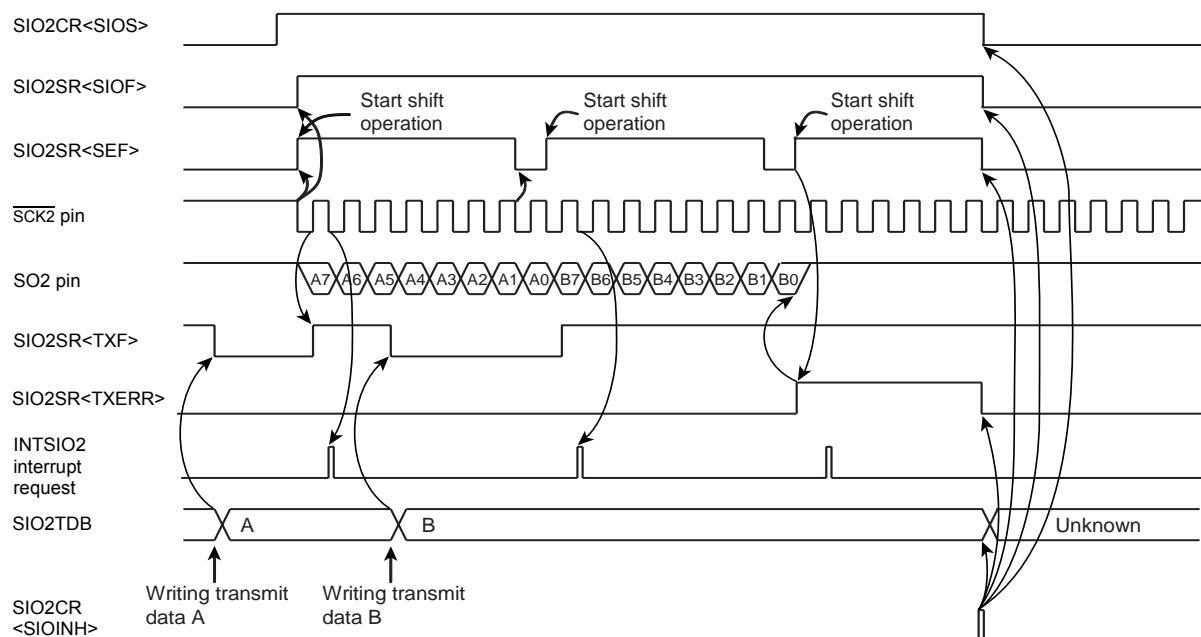 SIO2CR<SIOS>
SIO2SR<SIOF>
Start shift
operation
Start shift
operation
Start shift
operation
SIO2SR<SEF>
SCK2 pin
SO2 pin
A7 A6 A5 A4 A3 A2 A1 A0 B7 B6 B5 B4 B3 B2 B1 B0
SIO2SR<TXF>
SIO2SR<TXERR>
INTSIO2
interrupt
request
SIO2TDB
A
B
Unknown
Writing transmit
data A
Writing transmit
data B
SIO2CR
<SIOINH>